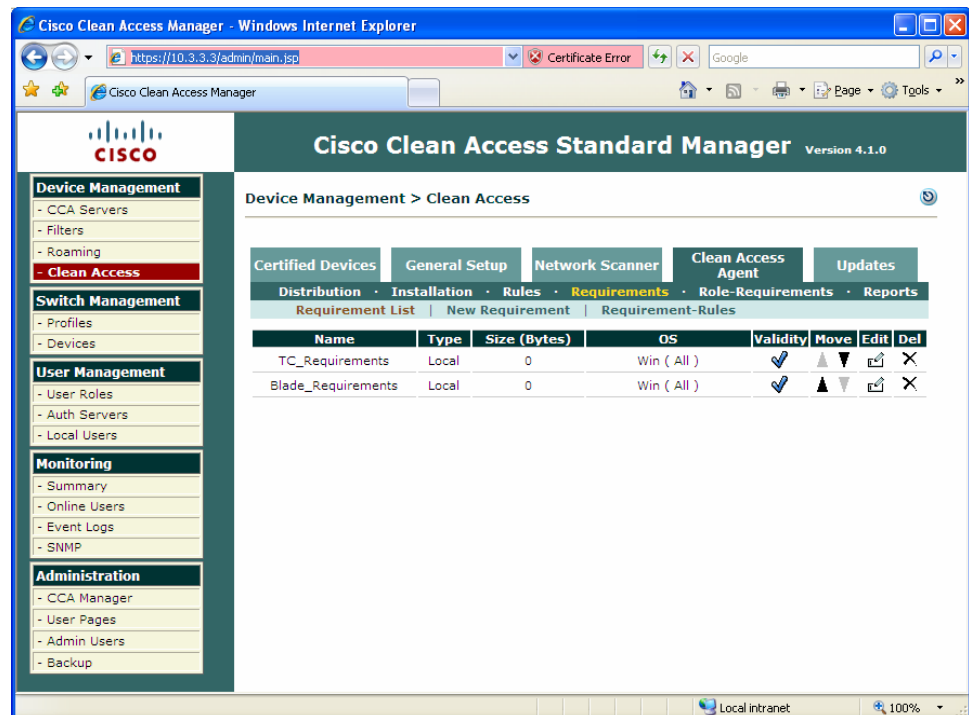 Cisco Clean Access Manager - Windows Internet Explorer
https://10.3.3.3/admin/main.jsp
Certificate Error
Google
Cisco Clean Access Manager
Page
Tools
CISCO
Cisco Clean Access Standard Manager Version 4.1.0
Device Management
- CCA Servers
- Filters
- Roaming
- Clean Access
Switch Management
- Profiles
- Devices
User Management
- User Roles
- Auth Servers
- Local Users
Monitoring
- Summary
- Online Users
- Event Logs
- SNMP
Administration
- CCA Manager
- User Pages
- Admin Users
- Backup
Device Management > Clean Access
Certified Devices General Setup Network Scanner Clean Access Agent Updates
Distribution · Installation · Rules · Requirements · Role-Requirements · Reports
Requirement List | New Requirement | Requirement-Rules
Name Type Size (Bytes) OS Validity Move Edit Del
TC_Requirements Local 0 Win ( All )
Blade_Requirements Local 0 Win ( All )
Local intranet
100%